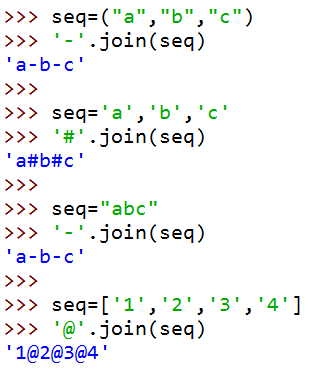 >>> seq=("a","b","c")
>>> '-'.join(seq)
'a-b-c'
>>>
>>> seq='a','b','c'
>>> '#'.join(seq)
'a#b#c'
>>>
>>> seq="abc"
>>> '-'.join(seq)
'a-b-c'
>>>
>>> seq=['1','2','3','4']
>>> '@'.join(seq)
'1@2@3@4'